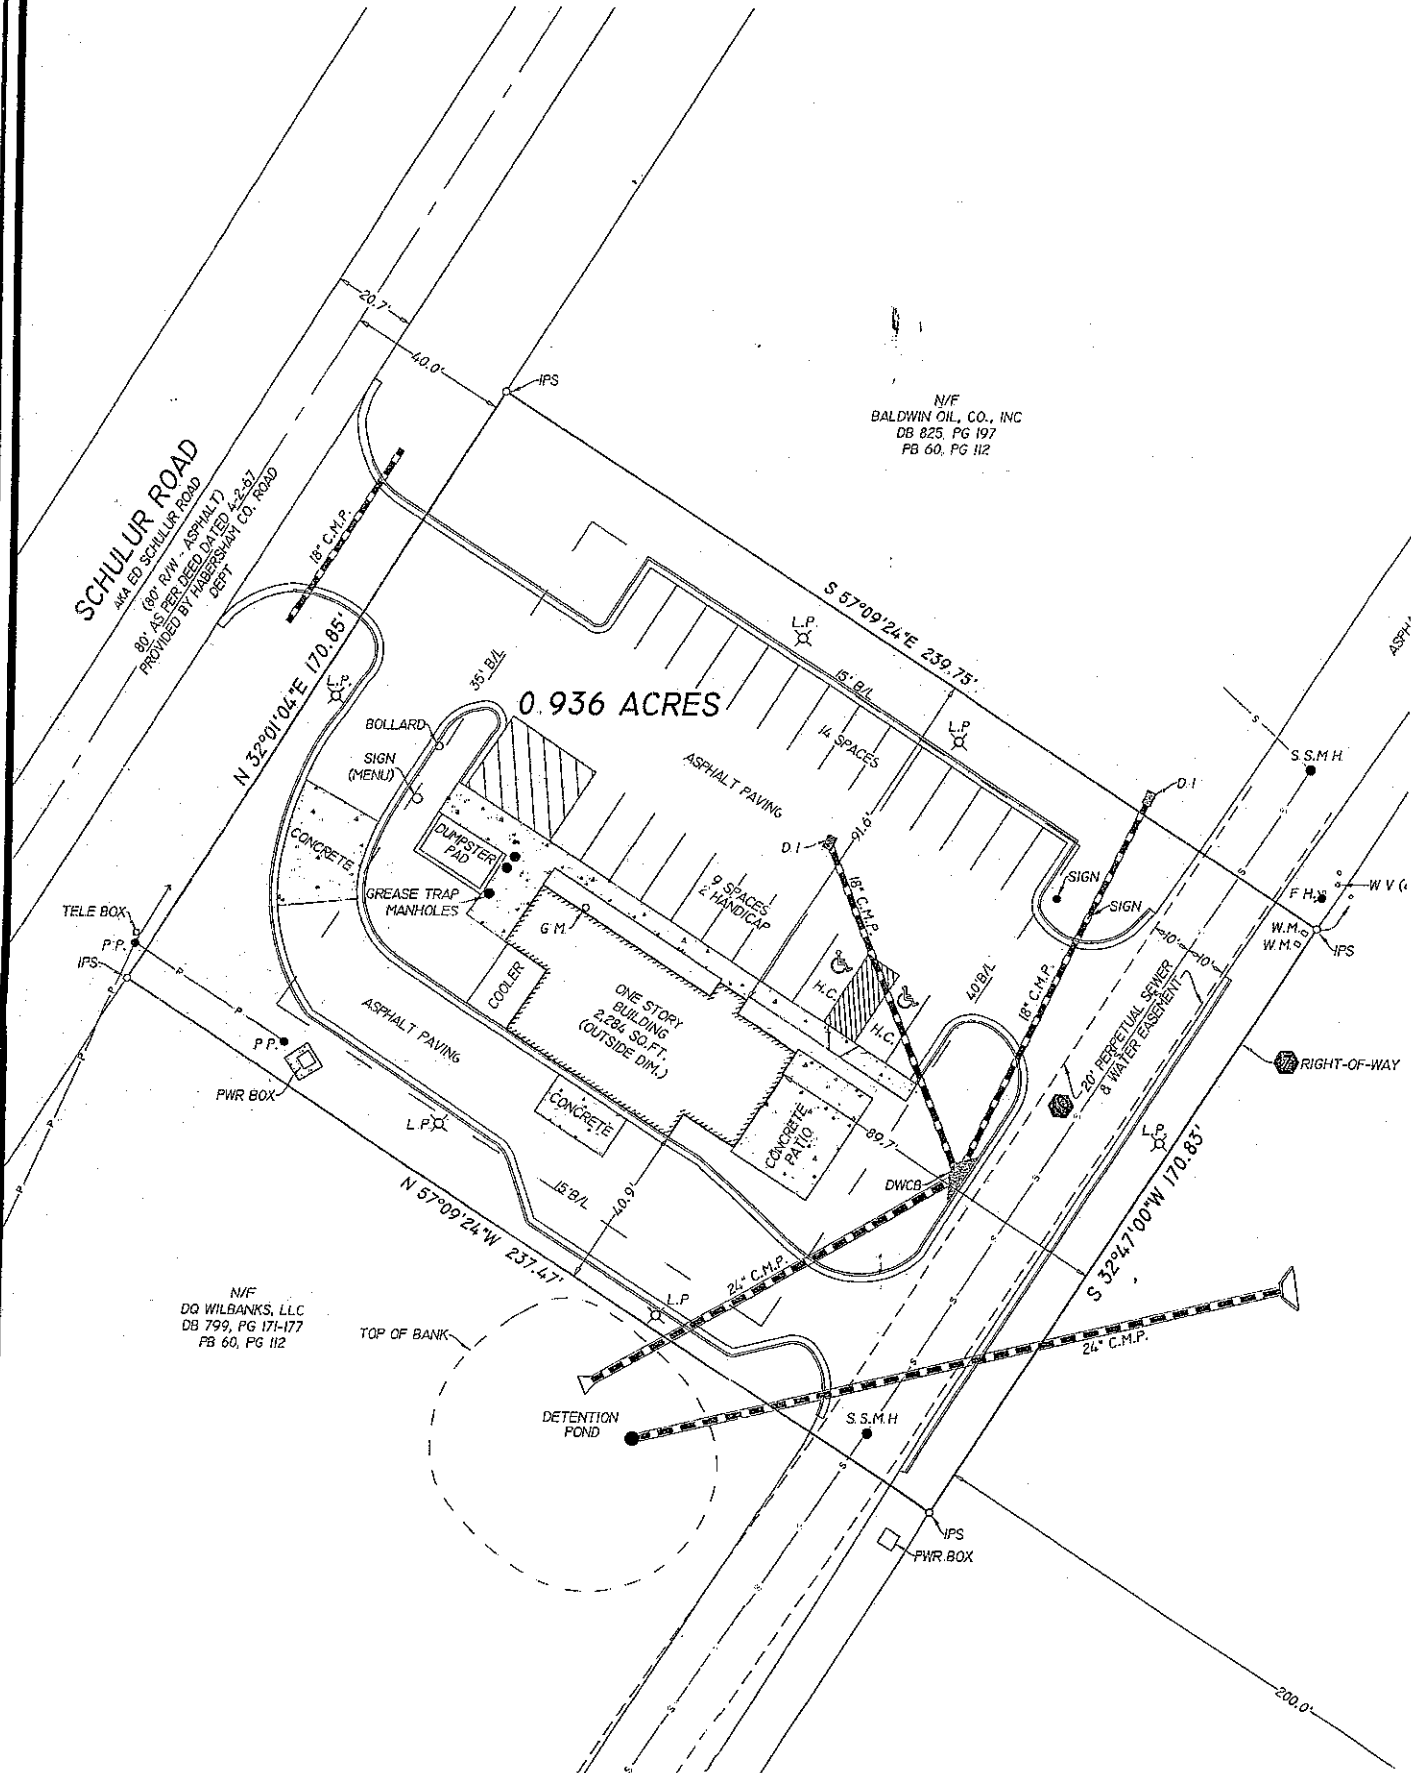 20.7'
40.0'
IPS
N/F
BALDWIN OIL, CO., INC
DB 825, PG 197
PB 60, PG 112
SCHULUR ROAD
AKA ED SCHULUR ROAD
(80' R/W - ASPHALT)
80' AS PER DEED DATED 4-2-67
PROVIDED BY HABERSHAM CO. ROAD
DEPT
18" C.M.P.
N 32°01'04"E 170.85'
S 57°09'24"E 239.75'
L.P.
15' B/L
L.P.
35' B/L
0.936 ACRES
L.P.
BOLLARD
SIGN
(MENU)
14 SPACES
ASPHALT PAVING
S.S.M.H.
D.I
91.6'
D.I
CONCRETE
DUMPSTER
PAD
GREASE TRAP
MANHOLES
9 SPACES
2 HANDICAP
18" C.M.P.
SIGN
SIGN
F.H.
W V (
W.M.
W.M.
IPS
TELE BOX
P.P.
IPS
G M
COOLER
ONE STORY
BUILDING
2,284 SQ.FT.
(OUTSIDE DIM.)
H.C.
H.C.
40' B/L
18" C.M.P.
10'
10'
20' PERPETUAL SEWER
& WATER EASEMENT
RIGHT-OF-WAY
ASPHALT PAVING
P.P.
PWR BOX
L.P.
CONCRETE
CONCRETE
PATIO
89.7'
DWCB
L.P.
N 57°09'24"W 237.47'
15' B/L
40.9'
S 32°47'00"W 170.83'
24" C.M.P.
N/F
DQ WILBANKS, LLC
DB 799, PG 171-177
PB 60, PG 112
TOP OF BANK
L.P
24" C.M.P.
DETENTION
POND
S.S.M.H
IPS
PWR.BOX
200.0'